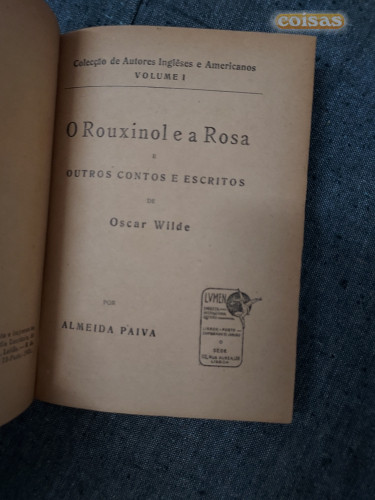 coisas
Colecção de Autores Inglêses e Americanos
VOLUME I
O Rouxinol e a Rosa
E
OUTROS CONTOS E ESCRITOS
DE
Oscar Wilde
POR
ALMEIDA PAIVA
LVMEN
SÉDE